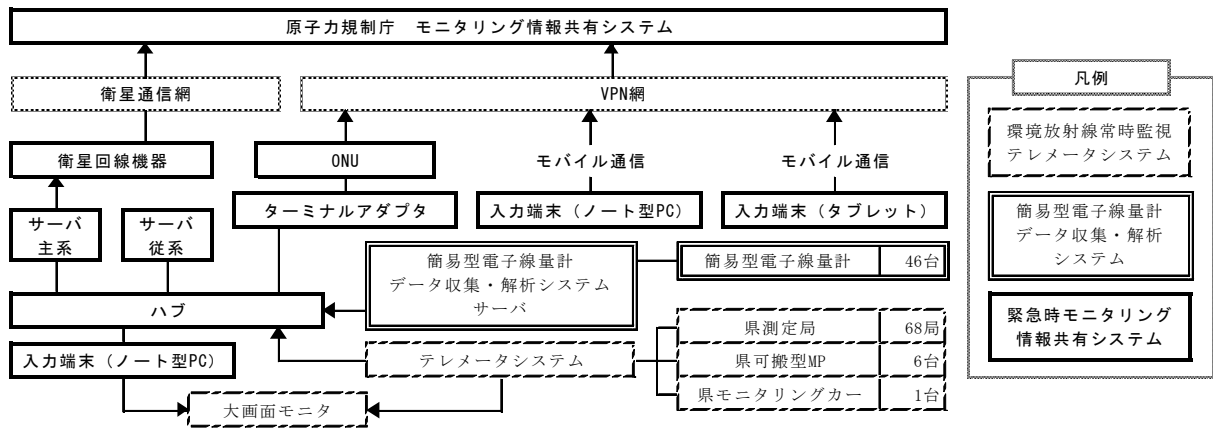 原子力規制庁　モニタリング情報共有システム
衛星通信網
VPN網
衛星回線機器
ONU
モバイル通信
モバイル通信
サーバ
主系
サーバ
従系
ターミナルアダプタ
入力端末（ノート型PC）
入力端末（タブレット）
簡易型電子線量計
データ収集・解析システム
サーバ
簡易型電子線量計
46台
ハブ
入力端末（ノート型PC）
テレメータシステム
県測定局
68局
県可搬型MP
6台
県モニタリングカー
1台
大画面モニタ
凡例
環境放射線常時監視
テレメータシステム
簡易型電子線量計
データ収集・解析
システム
緊急時モニタリング
情報共有システム